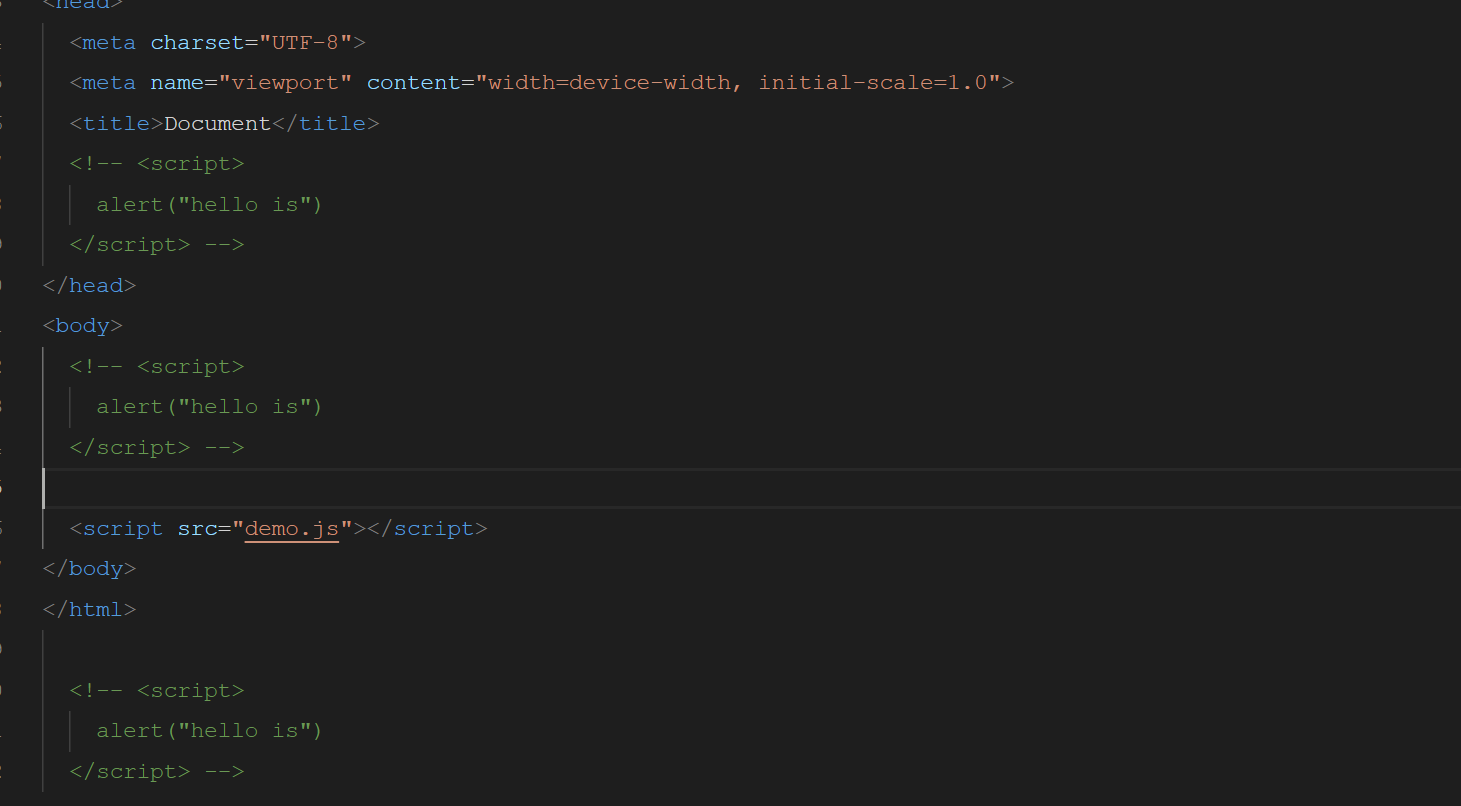 <head>
<meta charset="UTF-8">
<meta name="viewport" content="width=device-width, initial-scale=1.0">
<title>Document</title>
<!-- <script>
alert("hello is")
</script> -->
</head>
<body>
<!-- <script>
alert("hello is")
</script> -->
<script src="demo.js"></script>
</body>
</html>
<!-- <script>
alert("hello is")
</script> -->